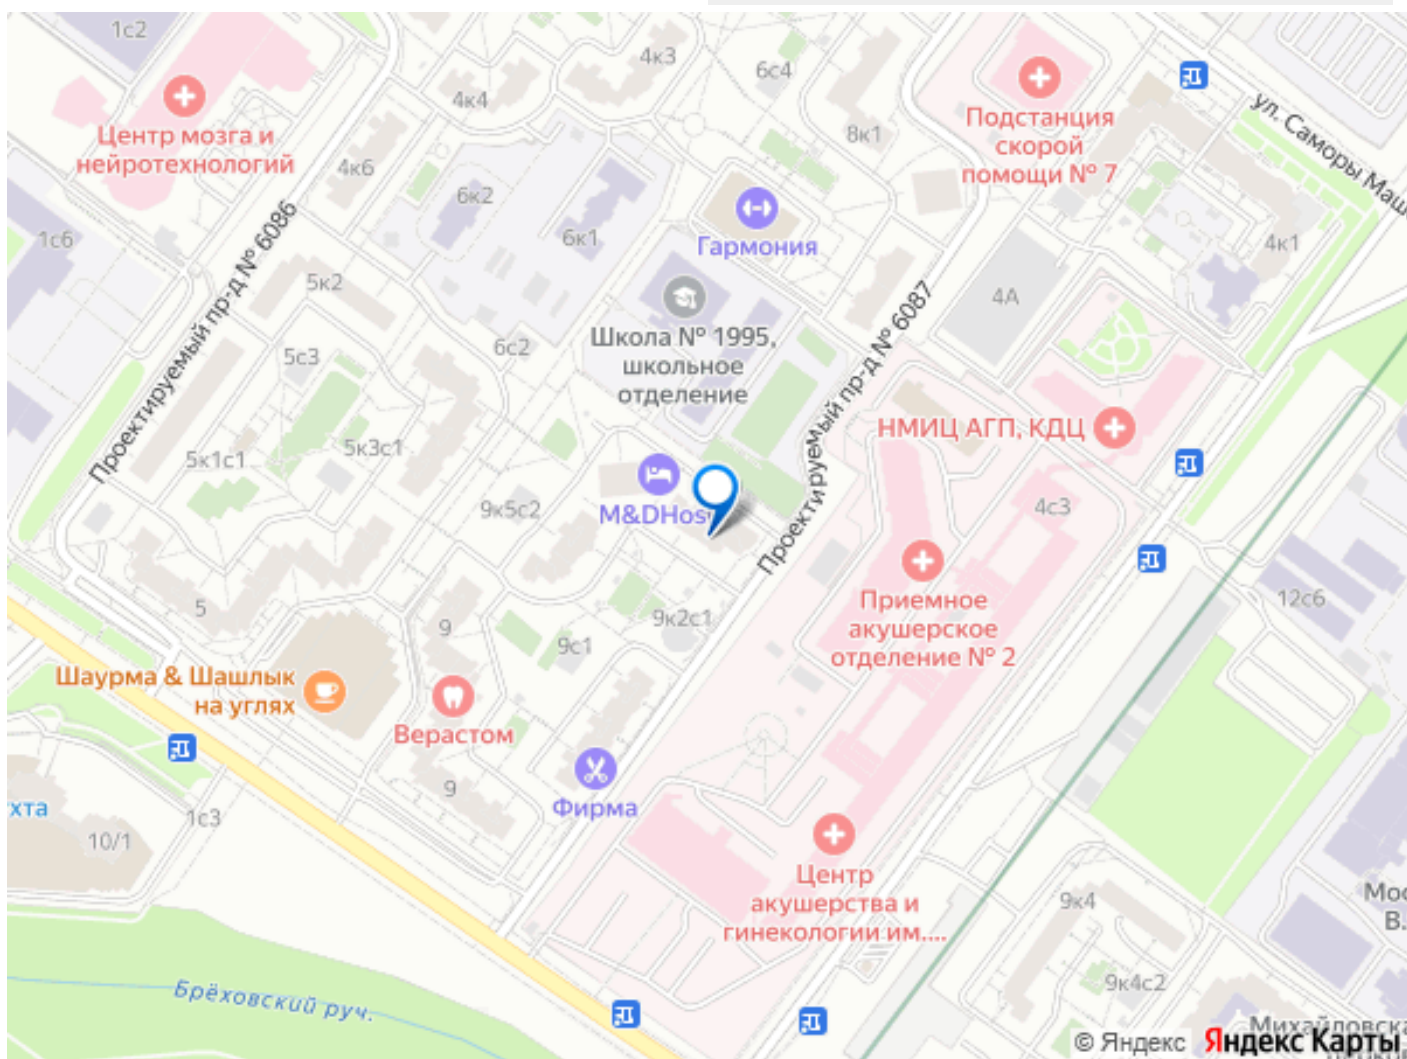 1с2
4к3
6с4
4к4
Центр мозга и
нейротехнологий
4к6
8к1
Подстанция
скорой
помощи № 7
ул. Саморы Маш
6к2
6к1
Гармония
4к1
1с6
Проектируемый пр-д № 6086
5к2
4А
Школа № 1995,
школьное
отделение
6с2
5с3
Проектируемый пр-д № 6087
НМИЦ АГП, КДЦ
5к3с1
5к1с1
9к5с2
M&DHos
4с3
Приемное
акушерское
отделение № 2
12с6
5
9
9к2с1
9с1
Шаурма & Шашлык
на углях
Верастом
9
Фирма
хта
1с3
10/1
Центр
акушерства и
гинекологии им....
9к4
Мос
В.
9к4с2
Брёховский руч.
Михайловска
© Яндекс Яндекс Карты